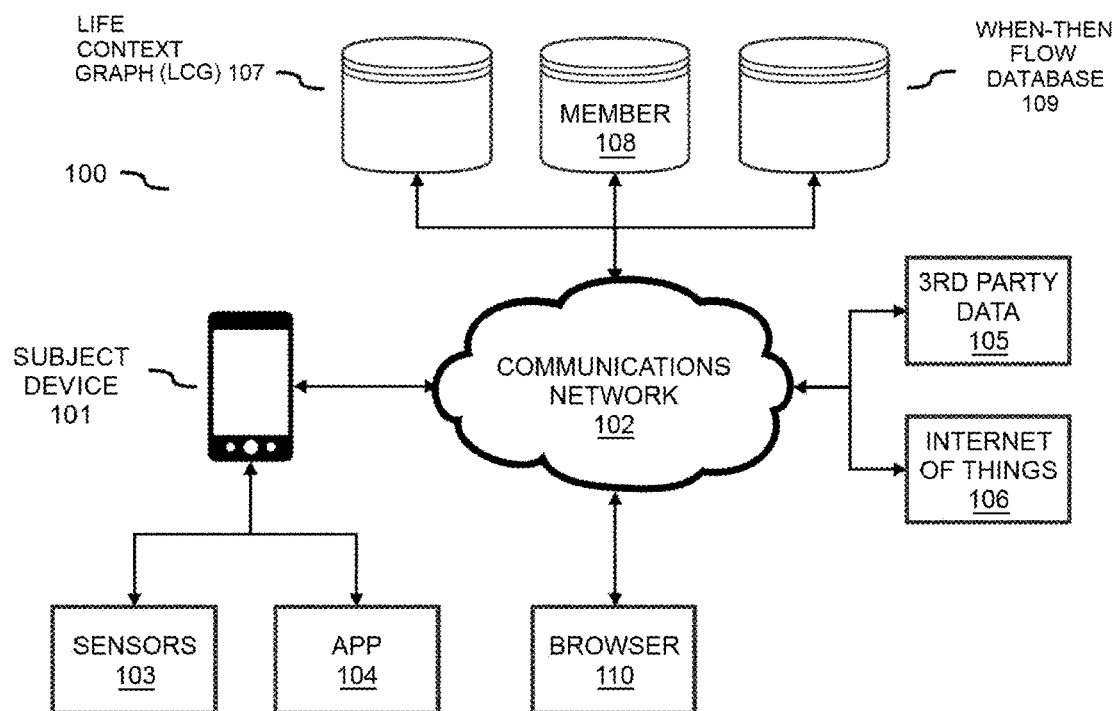 LIFE
CONTEXT
GRAPH (LCG) 107
WHEN-THEN
FLOW
DATABASE
109
MEMBER
108
100
3RD PARTY
DATA
105
SUBJECT
DEVICE
101
COMMUNICATIONS
NETWORK
102
INTERNET
OF THINGS
106
SENSORS
103
APP
104
BROWSER
110